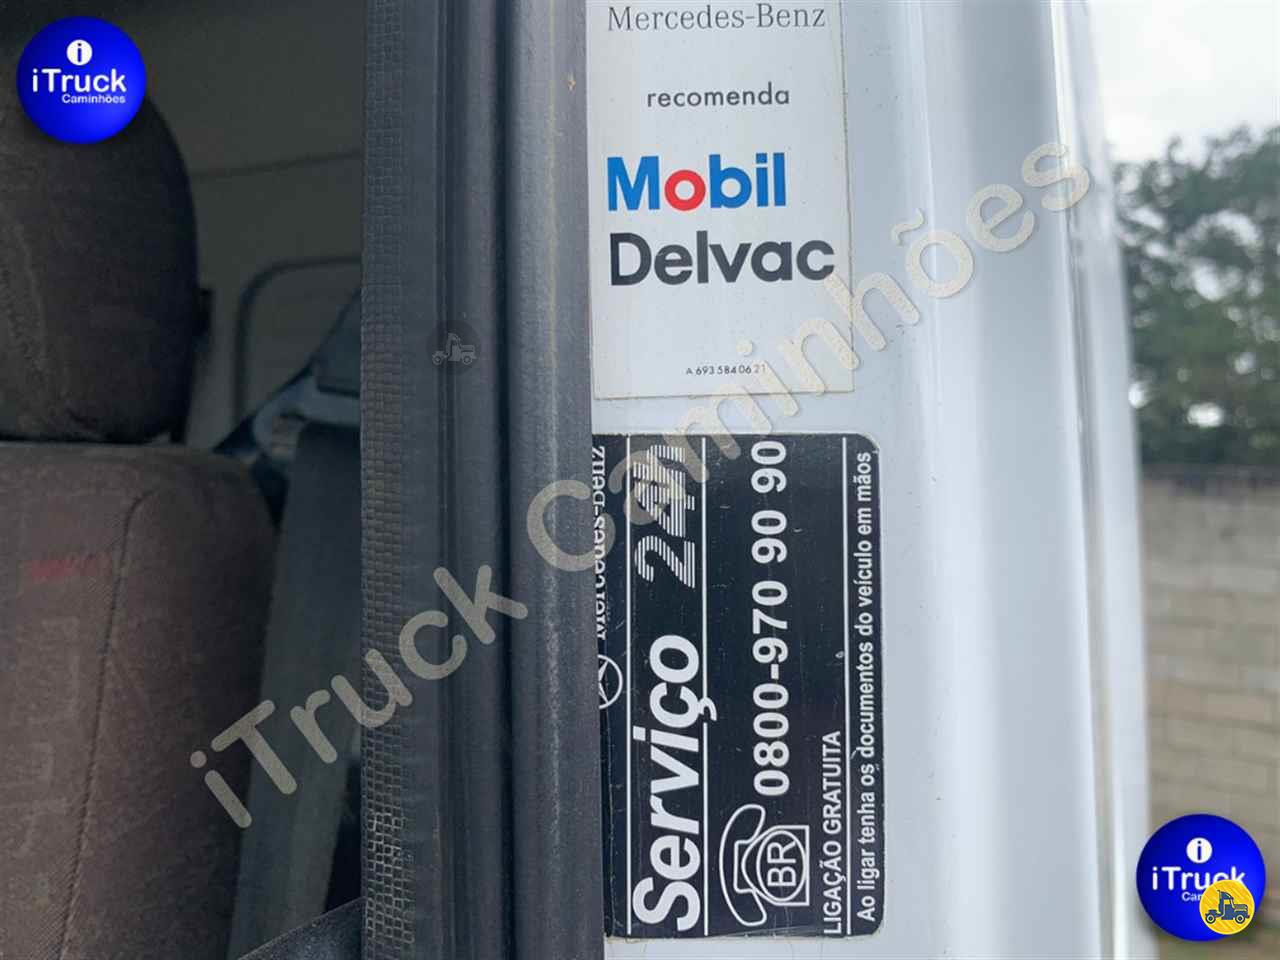 i
iTruck
Caminhões
Mercedes-Benz
recomenda
Mobil
Delvac
A 693 584 06 21
Mercedes-Benz
Serviço 24h
0800-970 90 90
BR
LIGAÇÃO GRATUITA
Ao ligar tenha os documentos do veículo em mãos
iTruck Caminhões
i
iTruck